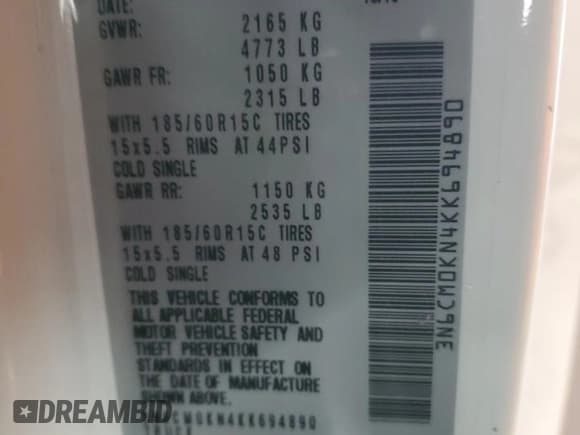 DATE:
GVWR: 2165 KG
4773 LB
GAWR FR: 1050 KG
2315 LB
WITH 185/60R15C TIRES
15x5.5 RIMS AT 44PSI
COLD SINGLE
GAWR RR: 1150 KG
2535 LB
WITH 185/60R15C TIRES
15x5.5 RIMS AT 48 PSI
COLD SINGLE
THIS VEHICLE CONFORMS TO
ALL APPLICABLE FEDERAL
MOTOR VEHICLE SAFETY AND
THEFT PREVENTION
STANDARDS IN EFFECT ON
THE DATE OF MANUFACTURE
SHOWN ABOVE.
CM0KN4KK694890
TRUCK
3N6CM0KN4KK694890
DREAMBID